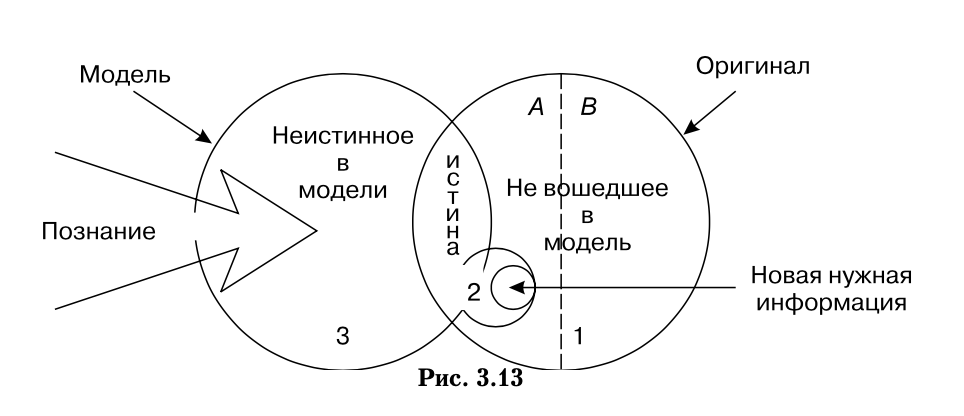 Модель
Оригинал
A
B
Неистинное
в
модели
истина
Не вошедшее
в
модель
Познание
2
Новая нужная
информация
3
1
Рис. 3.13